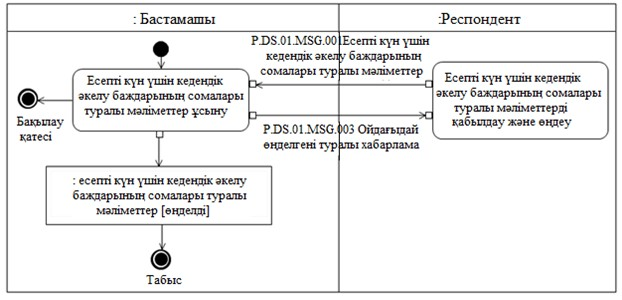 : Бастамашы
:Респондент
P.DS.01.MSG.001Есепті күн үшін
кедендік әкелу баждарының
сомалары туралы мәліметтер
Есепті күн үшін кедендік
әкелу баждарының сомалары
туралы мәліметтер ұсыну
Есепті күн үшін кедендік
әкелу баждарының сомалары
туралы мәліметтерді
қабылдау және өндеу
Бақылау
қатесі
P.DS.01.MSG.003 Ойдағыдай
өңделгені туралы хабарлама
: есепті күн үшін кедендік әкелу
баждарының сомалары туралы
мәліметтер [өңделді]
Табыс